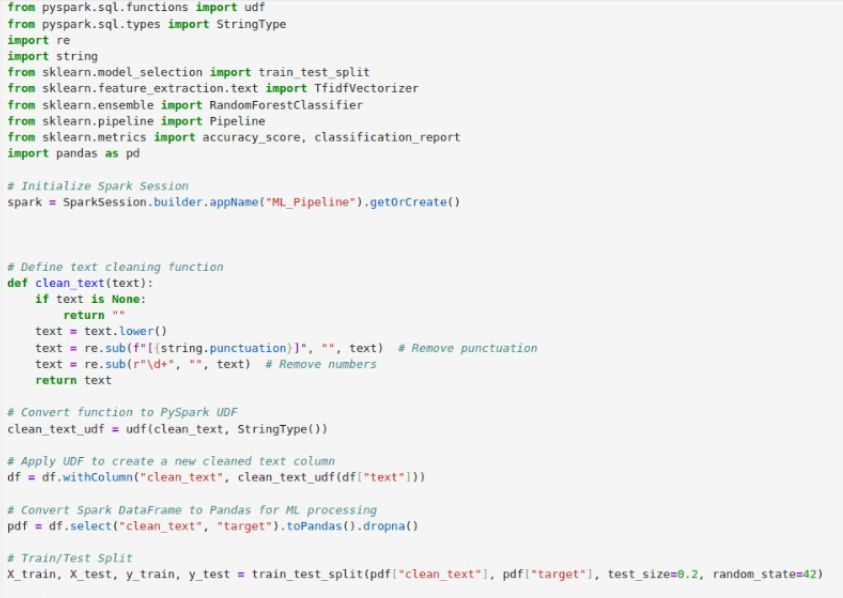 from pyspark.sql.functions import udf
from pyspark.sql.types import StringType
import re
import string
from sklearn.model_selection import train_test_split
from sklearn.feature_extraction.text import TfidfVectorizer
from sklearn.ensemble import RandomForestClassifier
from sklearn.pipeline import Pipeline
from sklearn.metrics import accuracy_score, classification_report
import pandas as pd

# Initialize Spark Session
spark = SparkSession.builder.appName("ML_Pipeline").getOrCreate()

# Define text cleaning function
def clean_text(text):
    if text is None:
        return ""
    text = text.lower()
    text = re.sub(f"[{string.punctuation}]", "", text)  # Remove punctuation
    text = re.sub(r"\d+", "", text)  # Remove numbers
    return text

# Convert function to PySpark UDF
clean_text_udf = udf(clean_text, StringType())

# Apply UDF to create a new cleaned text column
df = df.withColumn("clean_text", clean_text_udf(df["text"]))

# Convert Spark DataFrame to Pandas for ML processing
pdf = df.select("clean_text", "target").toPandas().dropna()

# Train/Test Split
X_train, X_test, y_train, y_test = train_test_split(pdf["clean_text"], pdf["target"], test_size=0.2, random_state=42)